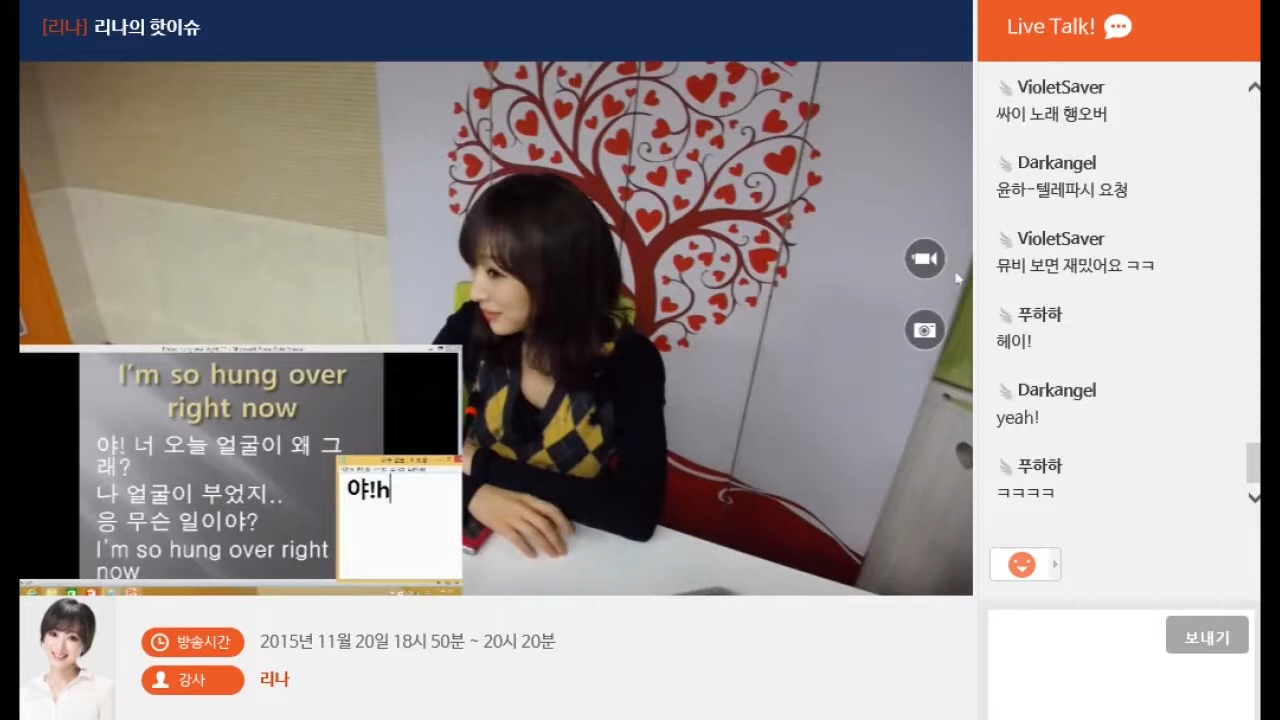 [리나] 리나의 핫이슈
Live Talk!
VioletSaver
싸이 노래 행오버
Darkangel
윤하-텔레파시 요청
VioletSaver
뮤비 보면 재밌어요 ㅋㅋ
푸하하
헤이!
Darkangel
yeah!
푸하하
ㅋㅋㅋㅋ
보내기
I'm so hung over
right now
야! 너 오늘 얼굴이 왜 그
래?
나 얼굴이 부었지..
응 무슨 일이야?
I'm so hung over right
now
야!h
방송시간 2015년 11월 20일 18시 50분 ~ 20시 20분
강사 리나